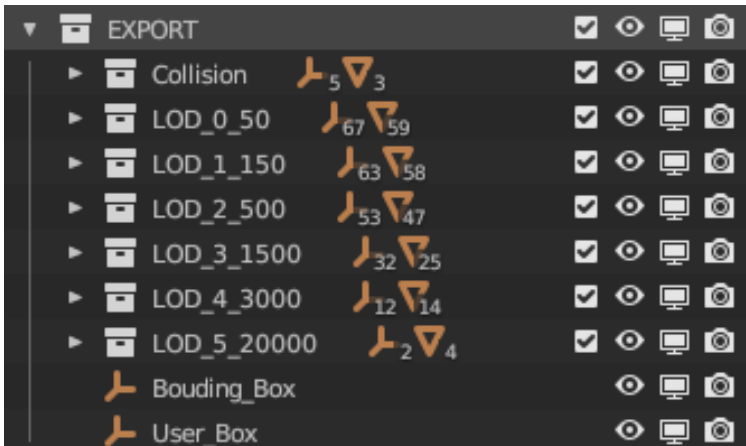 EXPORT
Collision 5 3
LOD_0_50 67 59
LOD_1_150 63 58
LOD_2_500 53 47
LOD_3_1500 32 25
LOD_4_3000 12 14
LOD_5_20000 2 4
Bouding_Box
User_Box